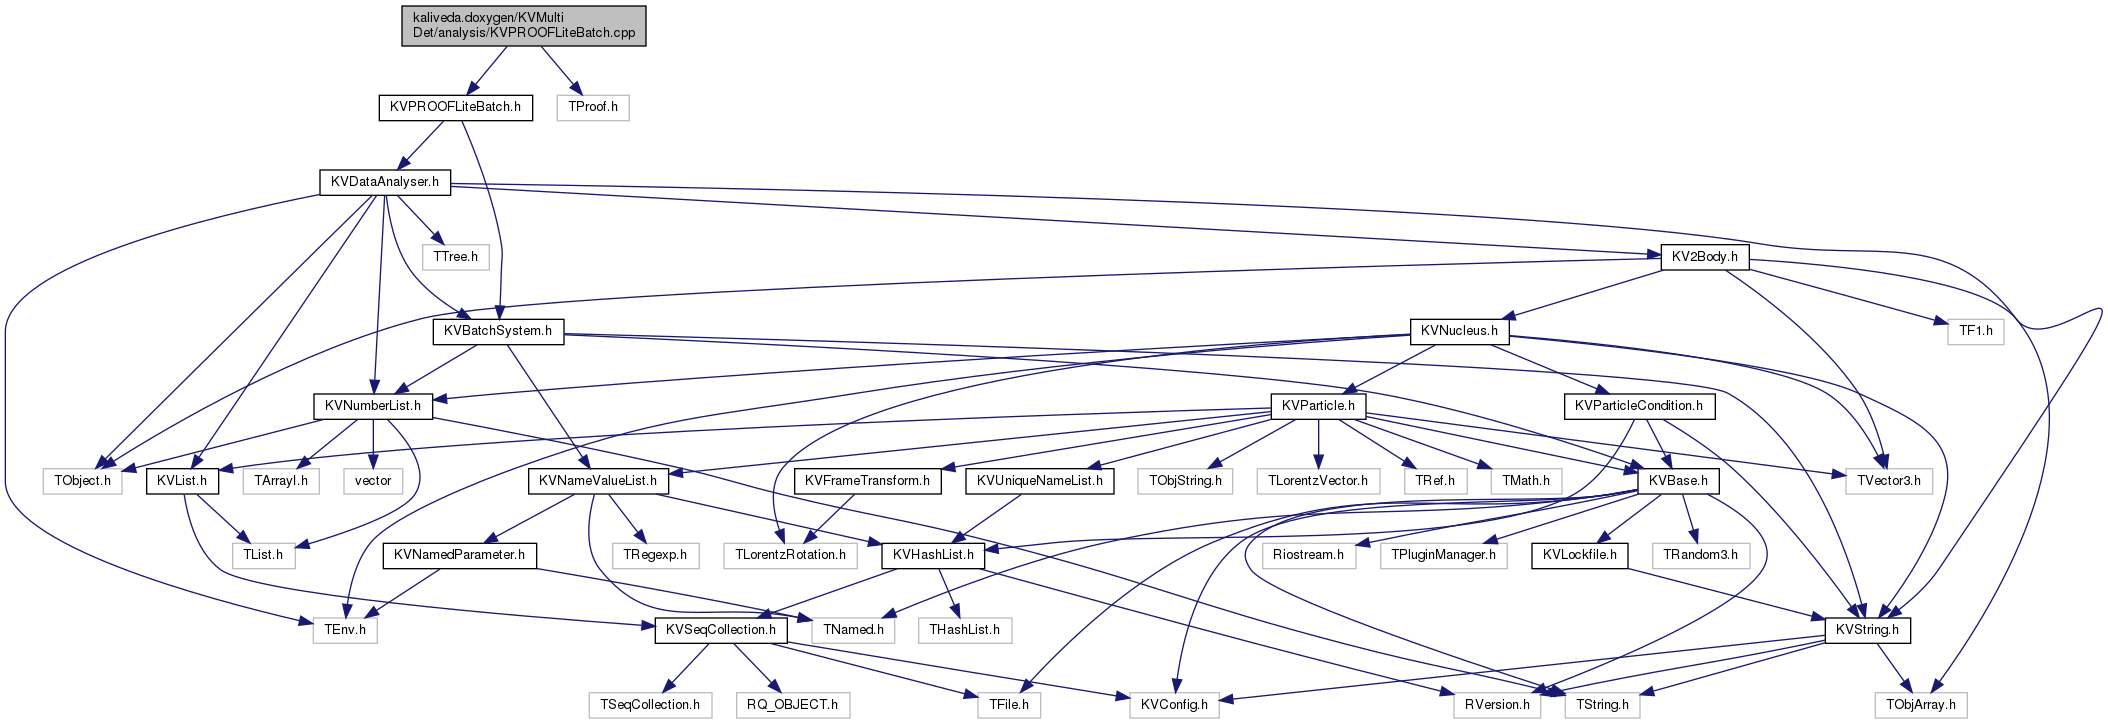 kaliveda.doxygen/KVMulti
Det/analysis/KVPROOFLiteBatch.cpp
KVPROOFLiteBatch.h
TProof.h
KVDataAnalyser.h
TTree.h
KV2Body.h
KVBatchSystem.h
KVNucleus.h
TF1.h
KVNumberList.h
KVParticle.h
KVParticleCondition.h
TObject.h
KVList.h
TArrayI.h
vector
KVNameValueList.h
KVFrameTransform.h
KVUniqueNameList.h
TObjString.h
TLorentzVector.h
TRef.h
TMath.h
KVBase.h
TVector3.h
TList.h
KVNamedParameter.h
TRegexp.h
TLorentzRotation.h
KVHashList.h
Riostream.h
TPluginManager.h
KVLockfile.h
TRandom3.h
TEnv.h
KVSeqCollection.h
TNamed.h
THashList.h
KVString.h
TSeqCollection.h
RQ_OBJECT.h
TFile.h
KVConfig.h
RVersion.h
TString.h
TObjArray.h